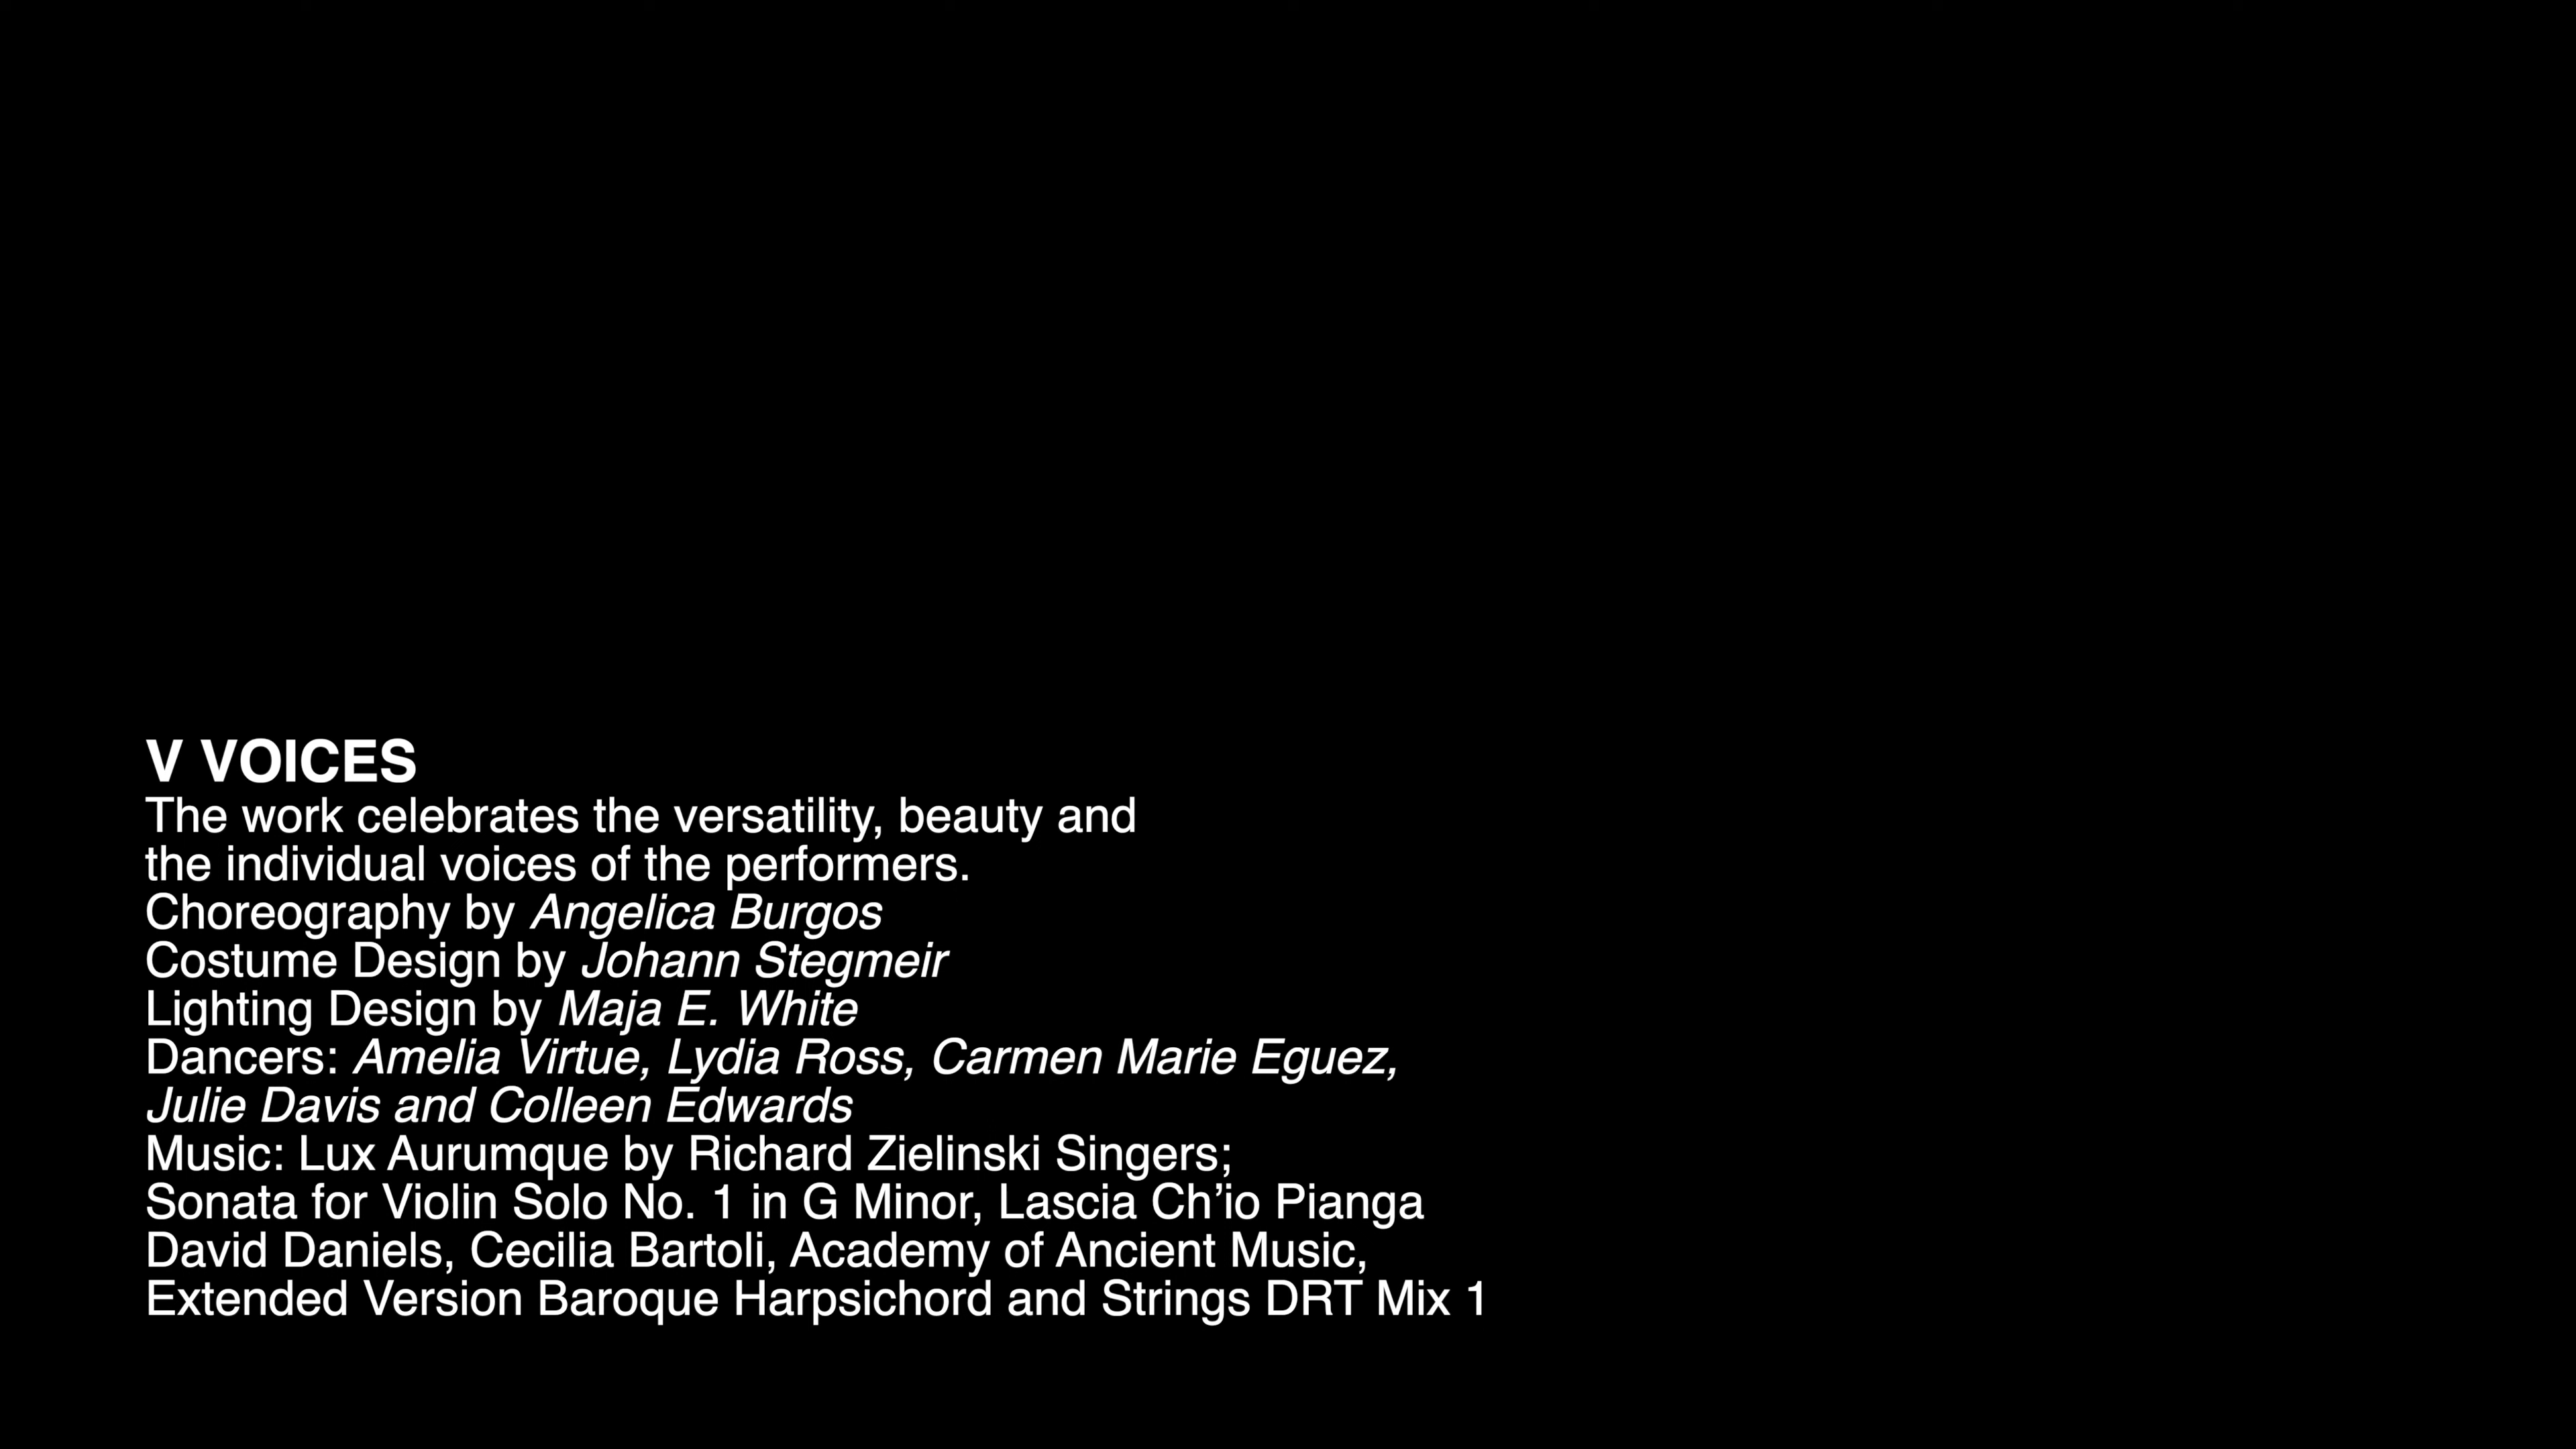 V VOICES
The work celebrates the versatility, beauty and
the individual voices of the performers.
Choreography by Angelica Burgos
Costume Design by Johann Stegmeir
Lighting Design by Maja E. White
Dancers: Amelia Virtue, Lydia Ross, Carmen Marie Eguez,
Julie Davis and Colleen Edwards
Music: Lux Aurumque by Richard Zielinski Singers;
Sonata for Violin Solo No. 1 in G Minor, Lascia Ch’io Pianga
David Daniels, Cecilia Bartoli, Academy of Ancient Music,
Extended Version Baroque Harpsichord and Strings DRT Mix 1